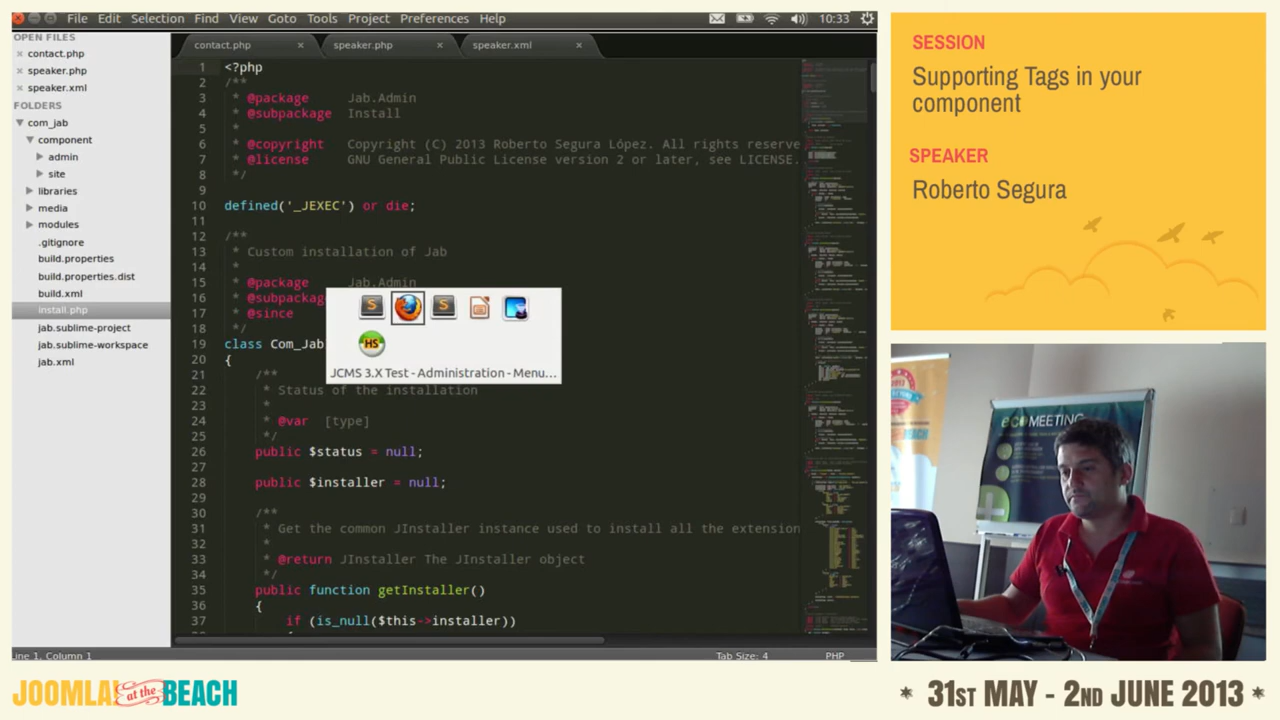 File Edit Selection Find View Goto Tools Project Preferences Help
10:33
OPEN FILES
contact.php
speaker.php
speaker.xml
FOLDERS
com_jab
component
admin
site
libraries
media
modules
.gitignore
build.properties
build.properties.dist
build.xml
install.php
jab.sublime-project
jab.sublime-workspace
jab.xml
contact.php × speaker.php × speaker.xml ×
1 <?php
2 /**
3 * @package Jab.Admin
4 * @subpackage Install
5 *
6 * @copyright Copyright (C) 2013 Roberto Segura López. All rights reserve
7 * @license GNU General Public License version 2 or later, see LICENSE.
8 */
9
10 defined('_JEXEC') or die;
11
12 /**
13 * Custom installation of Jab
14 *
15 * @package Jab.Admin
16 * @subpackag
17 * @since
18 */
19 class Com_Jab
20 {
21 /**
22 * Status of the installation
23 *
24 * @var [type]
25 */
26 public $status = null;
27
28 public $installer = null;
29
30 /**
31 * Get the common JInstaller instance used to install all the extension
32 *
33 * @return JInstaller The JInstaller object
34 */
35 public function getInstaller()
36 {
37 if (is_null($this->installer))
JCMS 3.X Test - Administration - Menu...
Line 1, Column 1
Tab Size: 4
PHP
SESSION
Supporting Tags in your
component
SPEAKER
Roberto Segura
ecoMEETING
BEACH
JOOMLA! at the BEACH
* 31ST MAY - 2ND JUNE 2013 *